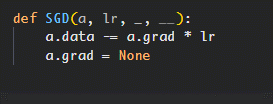 def SGD(a, lr, _, __):
    a.data -= a.grad * lr
    a.grad = None